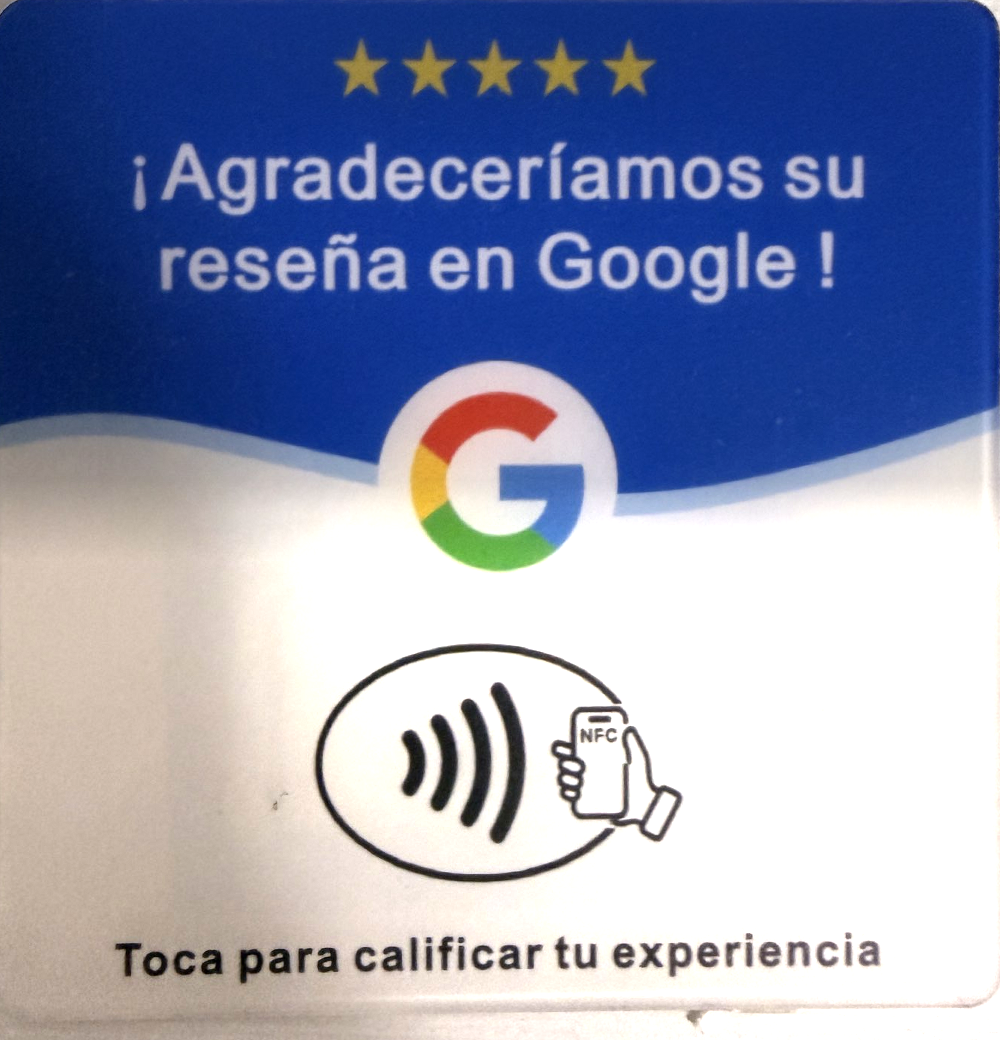 ¡Agradeceríamos su
reseña en Google !
G
NFC
Toca para calificar tu experiencia